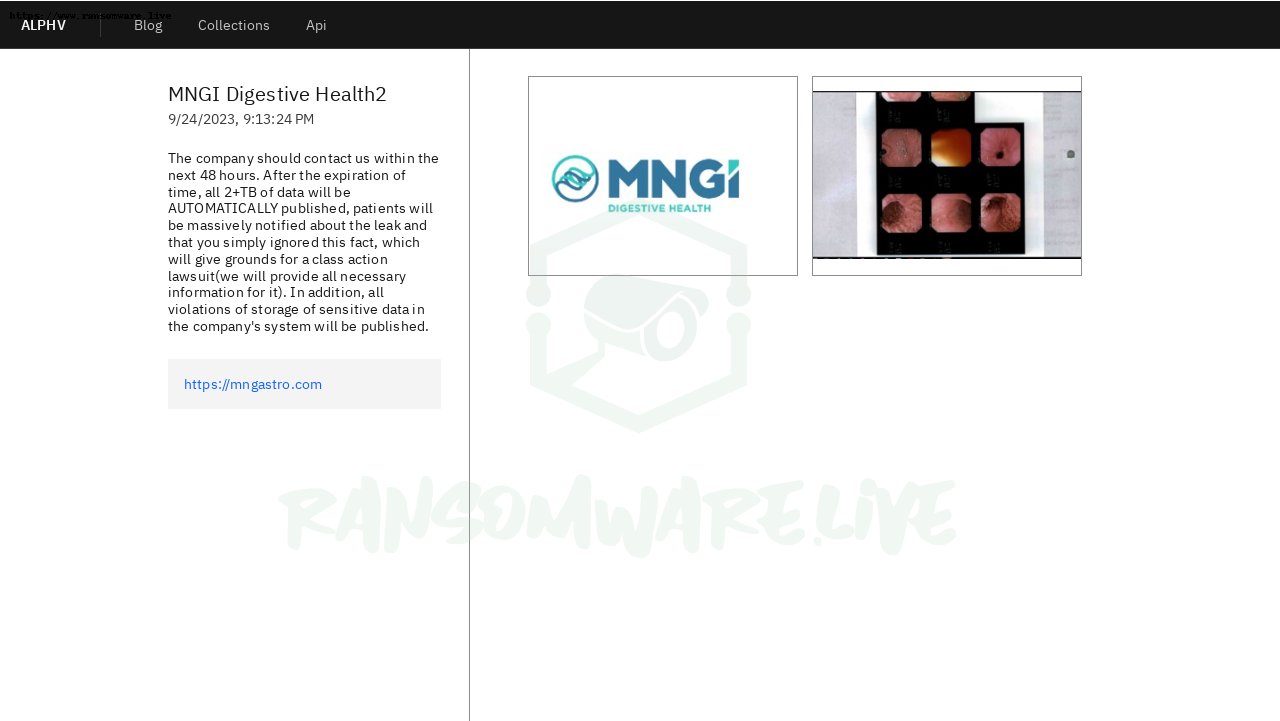 https://www.ransomware.live
ALPHV
Blog
Collections
Api
MNGI Digestive Health2
9/24/2023, 9:13:24 PM
The company should contact us within the
next 48 hours. After the expiration of
time, all 2+TB of data will be
AUTOMATICALLY published, patients will
be massively notified about the leak and
that you simply ignored this fact, which
will give grounds for a class action
lawsuit(we will provide all necessary
information for it). In addition, all
violations of storage of sensitive data in
the company's system will be published.
https://mngastro.com
MNGI
DIGESTIVE HEALTH
RANSOMWARE.LIVE